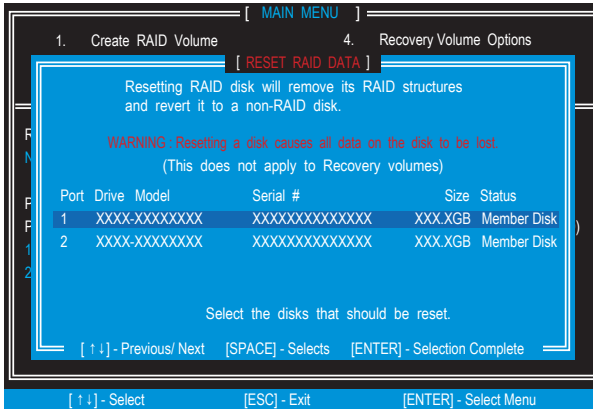 [ MAIN MENU ]
1. Create RAID Volume 4. Recovery Volume Options
[ RESET RAID DATA ]
Resetting RAID disk will remove its RAID structures
and revert it to a non-RAID disk.
R
WARNING : Resetting a disk causes all data on the disk to be lost.
N
(This does not apply to Recovery volumes)
Port Drive Model Serial # Size Status
P
1 XXXX-XXXXXXXX XXXXXXXXXXXXXX XXX.XGB Member Disk
P )
2 XXXX-XXXXXXXX XXXXXXXXXXXXXX XXX.XGB Member Disk
1
2
Select the disks that should be reset.
[ ↑↓] - Previous/ Next [SPACE] - Selects [ENTER] - Selection Complete
[ ↑↓] - Select [ESC] - Exit [ENTER] - Select Menu